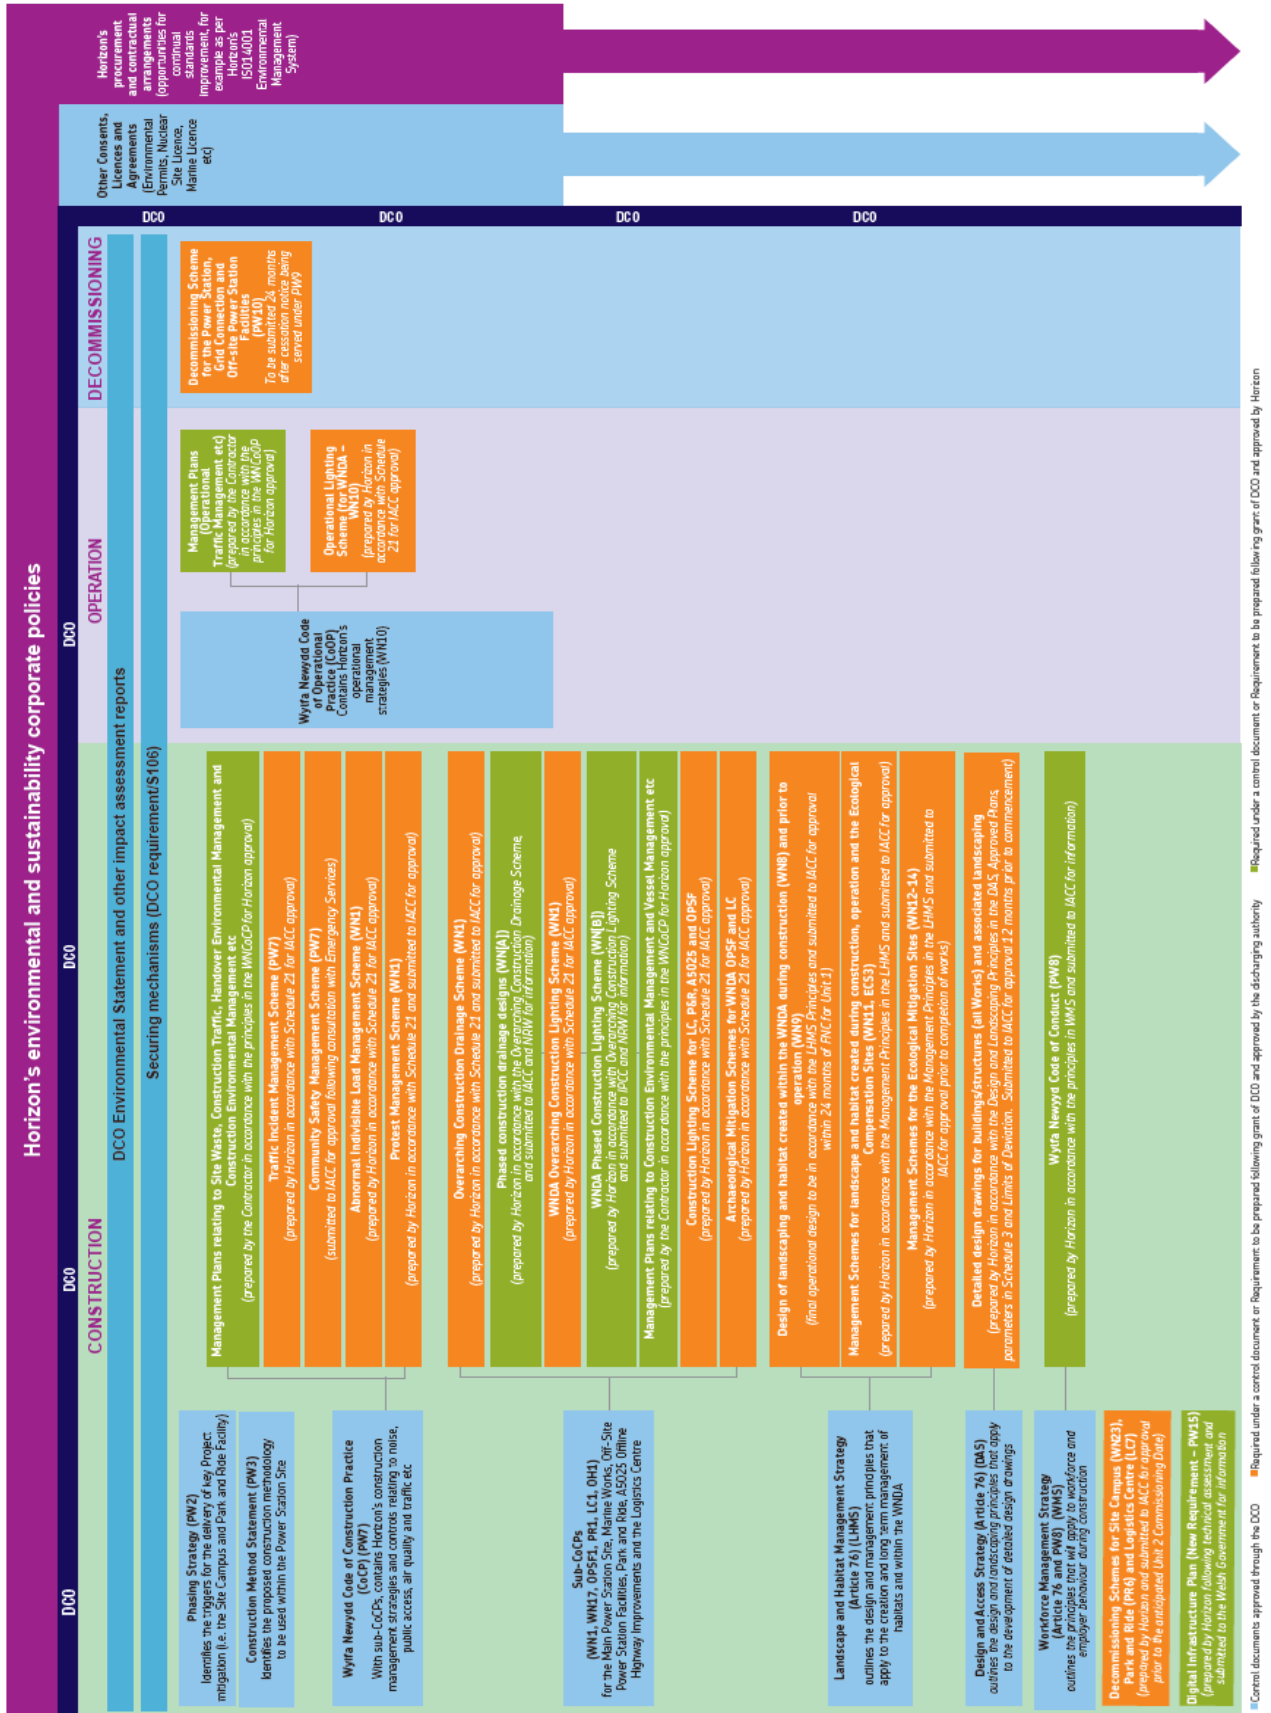 Horizon's environmental and sustainability corporate policies
DCO
DCO
DCO
DCO
CONSTRUCTION
OPERATION
DECOMMISSIONING
DCO Environmental Statement and other impact assessment reports
Securing mechanisms (DCO requirement/S106)
Phasing Strategy (PW2)
Identifies the triggers for the delivery of key Project
mitigation (i.e. the Site Campus and Park and Ride Facility)
Construction Method Statement (PW3)
Identifies the proposed construction methodology
to be used within the Power Station Site
Wylfa Newydd Code of Construction Practice
(CoCP) (PW7)
With sub-CoCPs, contains Horizon's construction
management strategies and controls relating to noise,
public access, air quality and traffic etc
Sub-CoCPs
(WN1, WN17, OPSF1, PR1, LC1, OH1)
for the Main Power Station Site, Marine Works, Off-Site
Power Station Facilities, Park and Ride, A5025 Offline
Highway Improvements and the Logistics Centre
Landscape and Habitat Management Strategy
(Article 76) (LHMS)
outlines the design and management principles that
apply to the creation and long term management of
habitats and within the WNDA
Design and Access Strategy (Article 76) (DAS)
outlines the design and landscaping principles that apply
to the development of detailed design drawings
Workforce Management Strategy
(Article 76 and PW8) (WMS)
outlines the principles that will apply to workforce and
employer behaviour during construction
Decommissioning Schemes for Site Campus (WN23),
Park and Ride (PR6) and Logistics Centre (LC7)
(prepared by Horizon and submitted to IACC for approval
prior to the anticipated Unit 2 Commissioning Date)
Digital Infrastructure Plan (New Requirement – PW15)
(prepared by Horizon following technical assessment and
submitted to the Welsh Government for information
Management Plans relating to Site Waste, Construction Traffic, Handover Environmental Management and
Construction Environmental Management etc
(prepared by the Contractor in accordance with the principles in the WNCoCP for Horizon approval)
Traffic Incident Management Scheme (PW7)
(prepared by Horizon in accordance with Schedule 21 for IACC approval)
Community Safety Management Scheme (PW7)
(submitted to IACC for approval following consultation with Emergency Services)
Abnormal Indivisible Load Management Scheme (WN1)
(prepared by Horizon in accordance with Schedule 21 for IACC approval)
Protest Management Scheme (WN1)
(prepared by Horizon in accordance with Schedule 21 and submitted to IACC for approval)
Overarching Construction Drainage Scheme (WN1)
(prepared by Horizon in accordance with Schedule 21 and submitted to IACC for approval)
Phased construction drainage designs (WN[A])
(prepared by Horizon in accordance with the Overarching Construction Drainage Scheme,
and submitted to IACC and NRW for information)
WNDA Overarching Construction Lighting Scheme (WN1)
(prepared by Horizon in accordance with Schedule 21 for IACC approval)
WNDA Phased Construction Lighting Scheme (WN[B])
(prepared by Horizon in accordance with Overarching Construction Lighting Scheme
and submitted to IPCC and NRW for information)
Management Plans relating to Construction Environmental Management and Vessel Management etc
(prepared by the Contractor in accordance with the principles in the WNCoCP for Horizon approval)
Construction Lighting Scheme for LC, P&R, A5025 and OPSF
(prepared by Horizon in accordance with Schedule 21 for IACC approval)
Archaeological Mitigation Schemes for WNDA OPSF and LC
(prepared by Horizon in accordance with Schedule 21 for IACC approval)
Design of landscaping and habitat created within the WNDA during construction (WN8) and prior to
operation (WN9)
(final operational design to be in accordance with the LHMS Principles and submitted to IACC for approval
within 24 months of FNC for Unit 1)
Management Schemes for landscape and habitat created during construction, operation and the Ecological
Compensation Sites (WN11, ECS3)
(prepared by Horizon in accordance with the Management Principles in the LHMS and submitted to IACC for approval)
Management Schemes for the Ecological Mitigation Sites (WN12-14)
(prepared by Horizon in accordance with the Management Principles in the LHMS and submitted to
IACC for approval prior to completion of works)
Detailed design drawings for buildings/structures (all Works) and associated landscaping
(prepared by Horizon in accordance with the Design and Landscaping Principles in the DAS, Approved Plans,
parameters in Schedule 3 and Limits of Deviation. Submitted to IACC for approval 12 months prior to commencement)
Wylfa Newyyd Code of Conduct (PW8)
(prepared by Horizon in accordance with the principles in WMS and submitted to IACC for information)
Wylfa Newydd Code
of Operational
Practice (CoOP)
Contains Horizon's
operational
management
strategies (WN10)
Management Plans
(Operational
Traffic Management etc)
(prepared by the Contractor
in accordance with the
principles in the WNCoOP
for Horizon approval)
Operational Lighting
Scheme (for WNDA –
WN10)
(prepared by Horizon in
accordance with Schedule
21 for IACC approval)
Decommissioning Scheme
for the Power Station,
Grid Connection and
Off-site Power Station
Facilities
(PW10)
To be submitted 24 months
after cessation notice being
served under PW9
DCO
DCO
DCO
DCO
Other Consents,
Licences and
Agreements
(Environmental
Permits, Nuclear
Site Licence,
Marine Licence
etc)
Horizon's
procurement
and contractual
arrangements
(opportunities for
continual
standards
improvement, for
example as per
Horizon's
ISO14001
Environmental
Management
System)
Control documents approved through the DCO
Required under a control document or Requirement to be prepared following grant of DCO and approved by the discharging authority
Required under a control document or Requirement to be prepared following grant of DCO and approved by Horizon